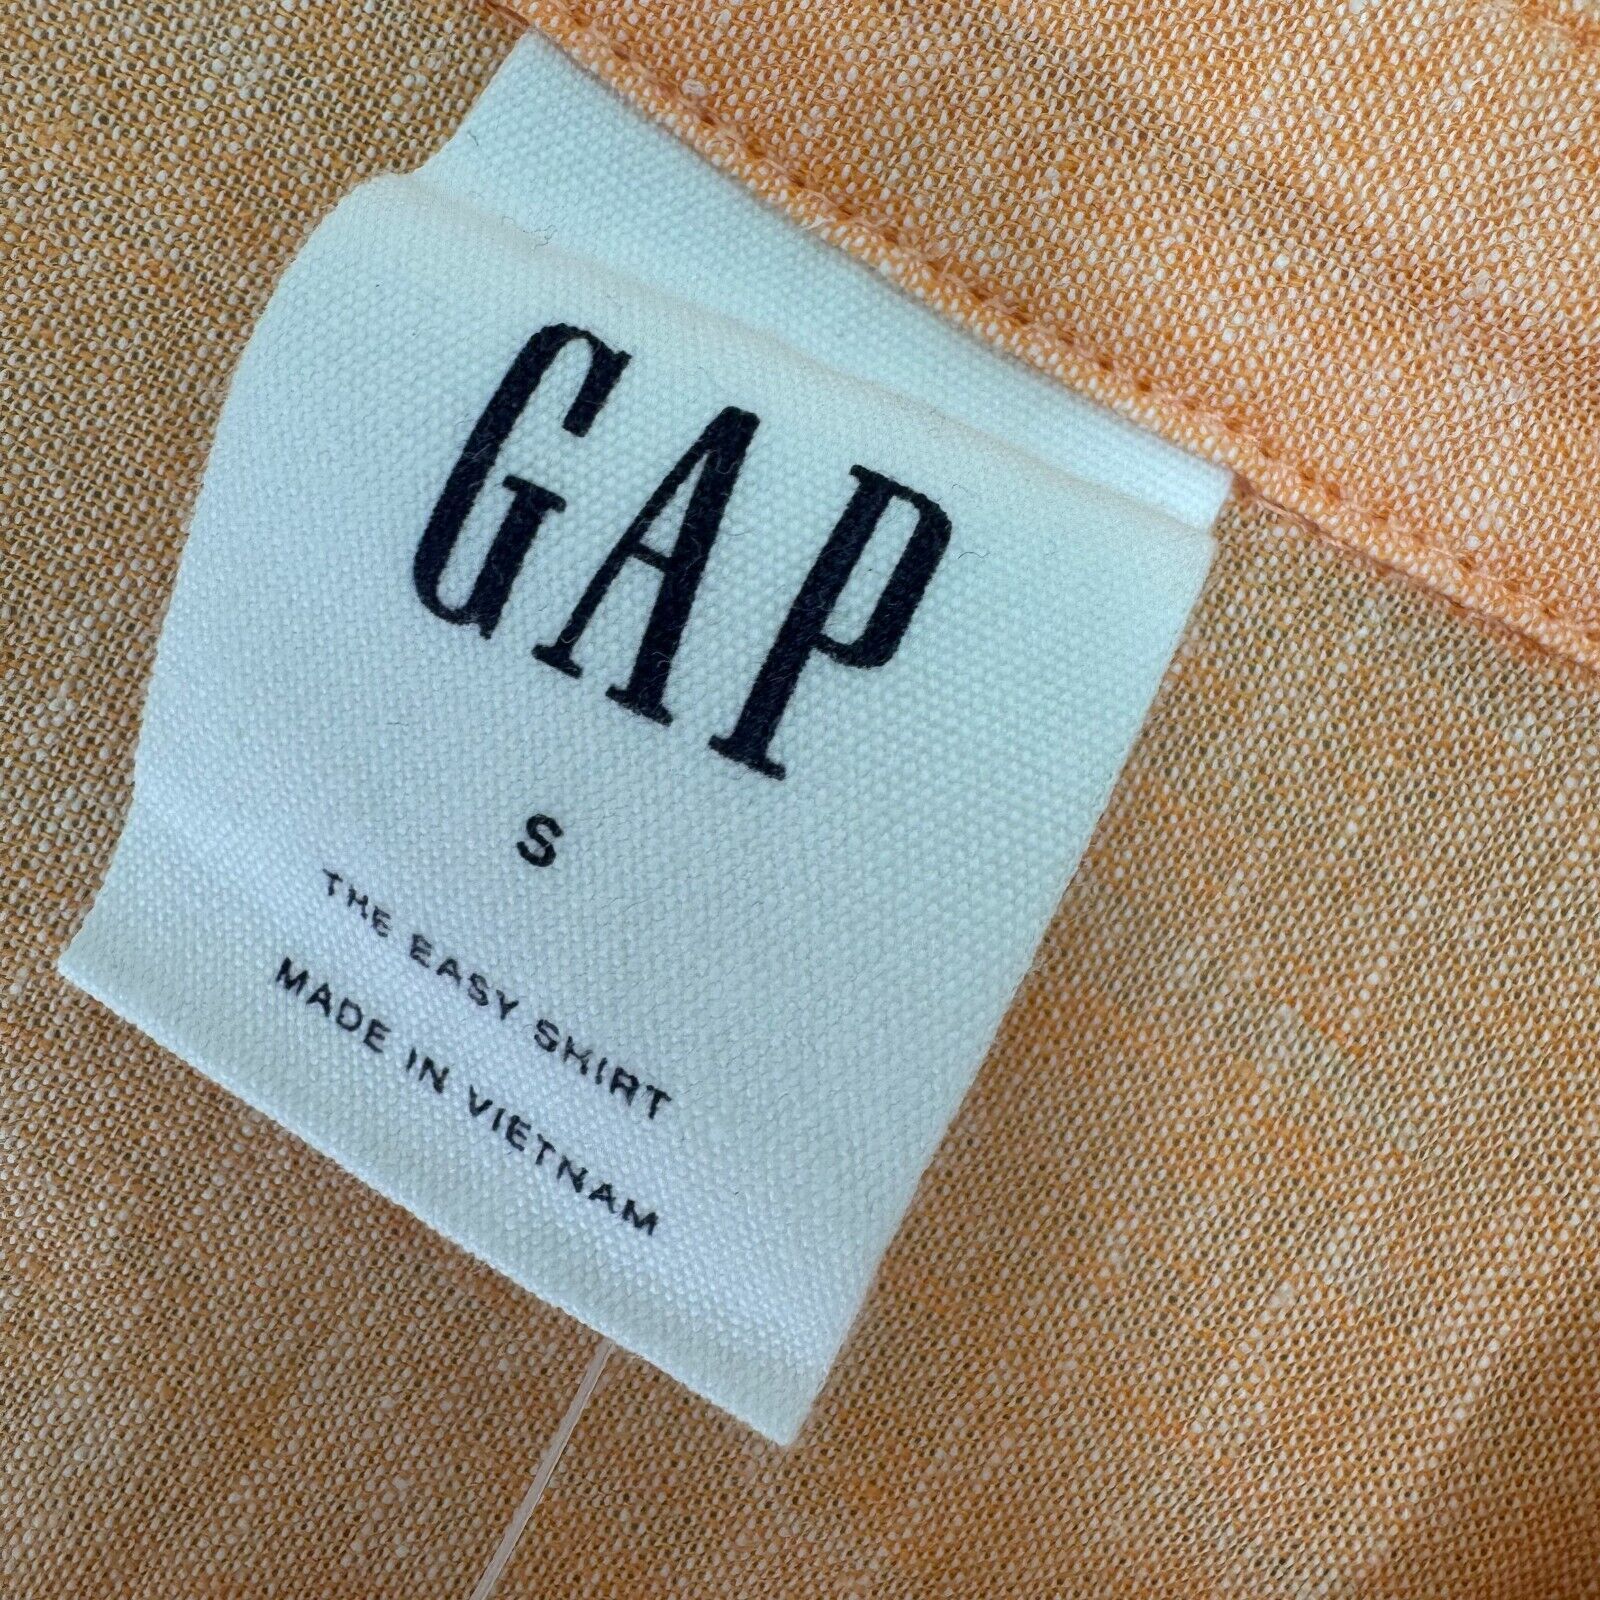 GAP
S
THE EASY SHIRT
MADE IN VIETNAM